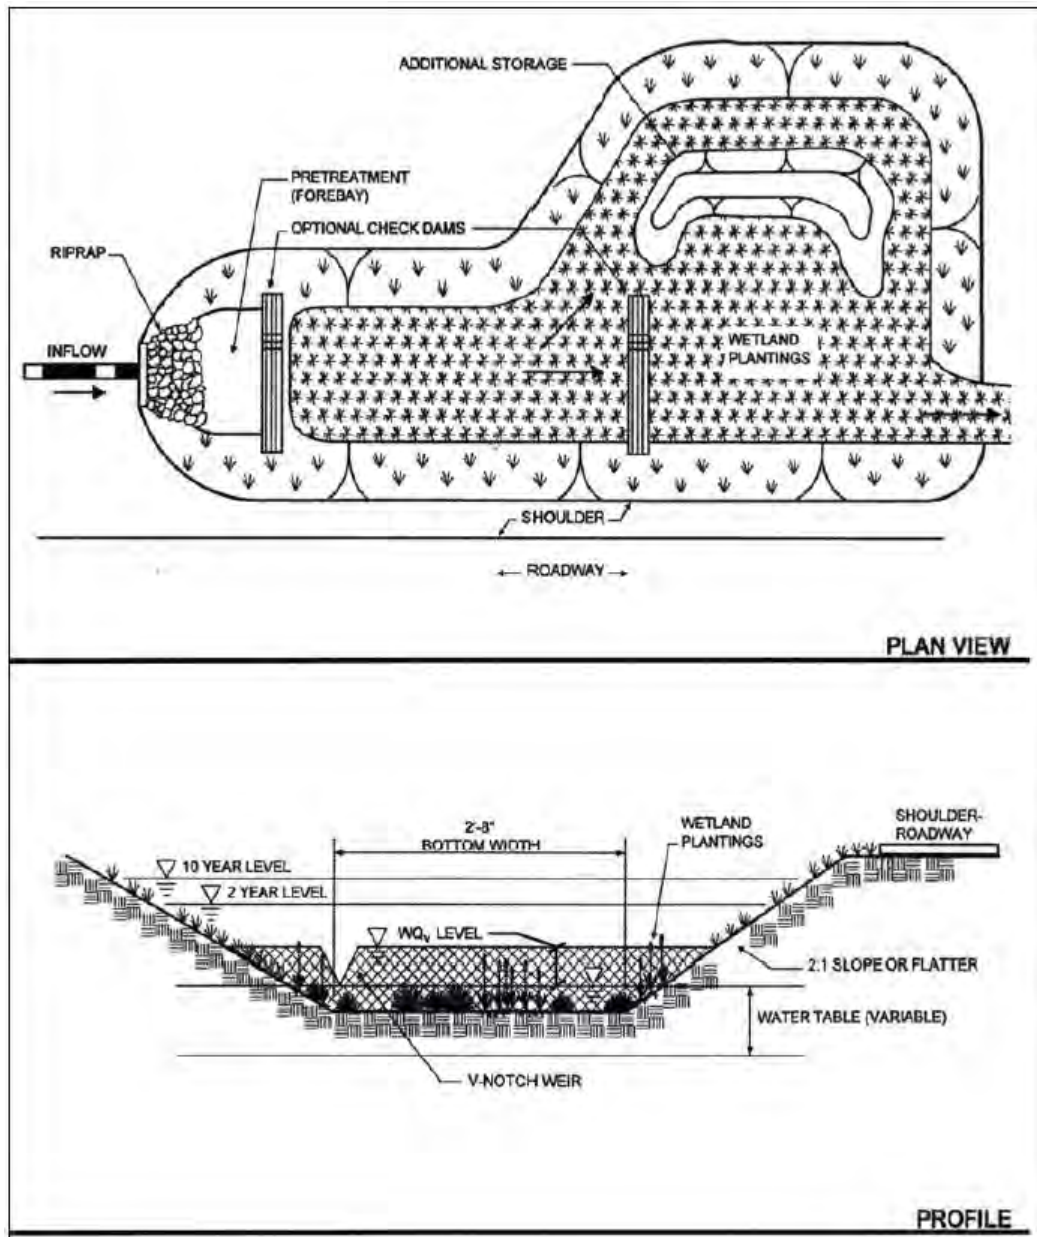 ADDITIONAL STORAGE
PRETREATMENT
(FOREBAY)
OPTIONAL CHECK DAMS
RIPRAP
INFLOW
WETLAND
PLANTINGS
SHOULDER
ROADWAY
PLAN VIEW
2'-8"
BOTTOM WIDTH
WETLAND
PLANTINGS
SHOULDER-
ROADWAY
10 YEAR LEVEL
2 YEAR LEVEL
WQv LEVEL
2:1 SLOPE OR FLATTER
WATER TABLE (VARIABLE)
V-NOTCH WEIR
PROFILE